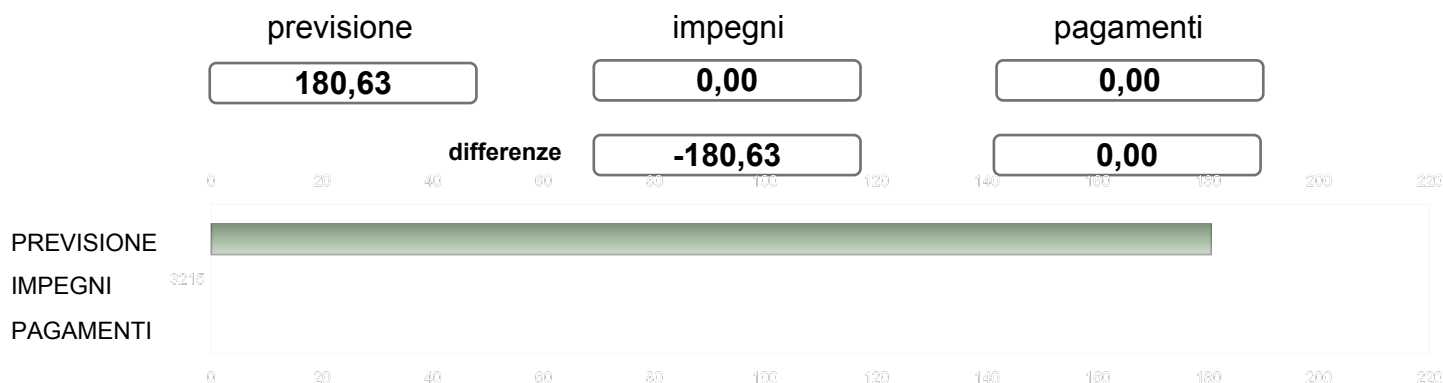 previsione impegni pagamenti
180,63 0,00 0,00
differenze -180,63 0,00
0 20 40 60 80 100 120 140 160 180 200 220
PREVISIONE
3215
IMPEGNI
PAGAMENTI
0 20 40 60 80 100 120 140 160 180 200 220